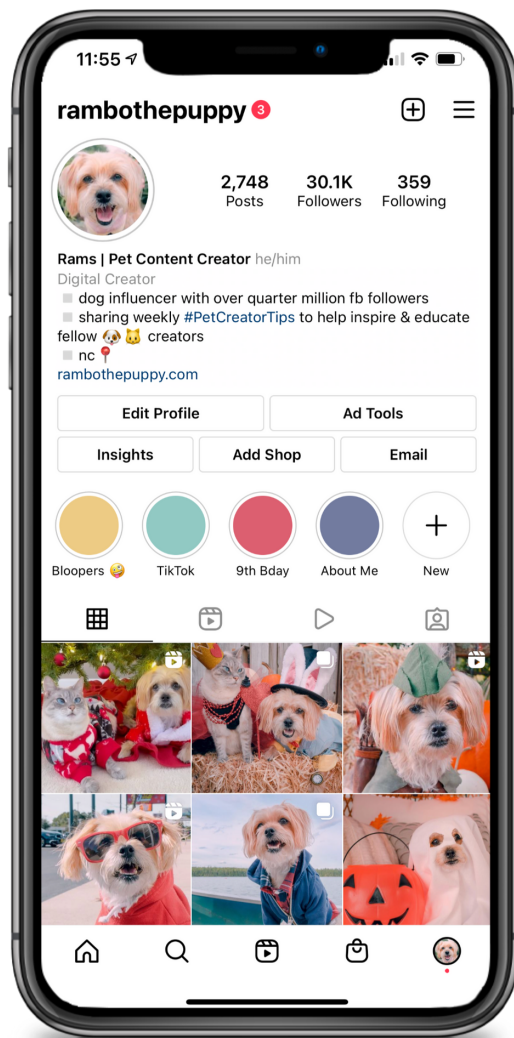 11:55
rambothepuppy 3
2,748 30.1K 359
Posts Followers Following
Rams | Pet Content Creator he/him
Digital Creator
dog influencer with over quarter million fb followers
sharing weekly #PetCreatorTips to help inspire & educate
fellow 🐶 🐱 creators
nc 📍
rambothepuppy.com
Edit Profile Ad Tools
Insights Add Shop Email
Bloopers 🤪 TikTok 9th Bday About Me New